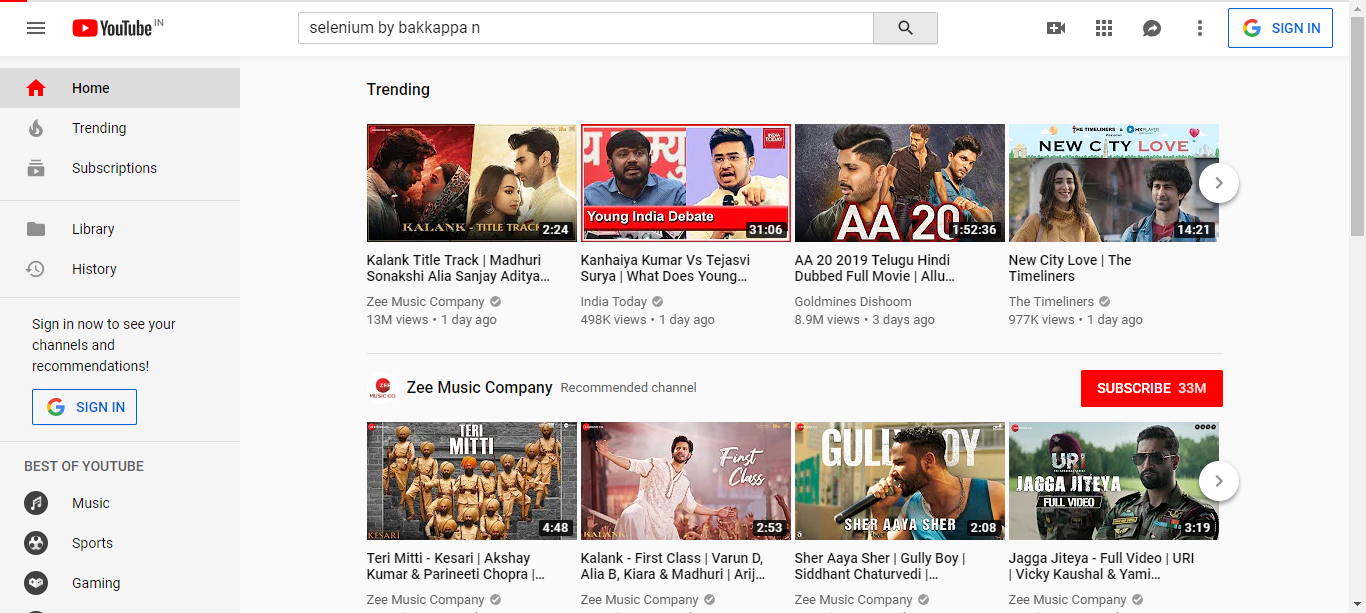 YouTube IN
selenium by bakkappa n
SIGN IN
Home
Trending
Subscriptions
Library
History
Sign in now to see your
channels and
recommendations!
SIGN IN
BEST OF YOUTUBE
Music
Sports
Gaming
Trending
KALANK - TITLE TRACK
2:24
INDIA TODAY
Young India Debate
31:06
AA 20
1:52:36
THE TIMELINERS & MXPLAYER
PRESENT
NEW CITY LOVE
14:21
Kalank Title Track | Madhuri
Sonakshi Alia Sanjay Aditya…
Zee Music Company
13M views • 1 day ago
Kanhaiya Kumar Vs Tejasvi
Surya | What Does Young…
India Today
498K views • 1 day ago
AA 20 2019 Telugu Hindi
Dubbed Full Movie | Allu…
Goldmines Dishoom
8.9M views • 3 days ago
New City Love | The
Timeliners
The Timeliners
977K views • 1 day ago
ZEE
MUSIC CO
Zee Music Company Recommended channel
SUBSCRIBE 33M
TERI
MITTI
KESARI
4:48
First
Class
KALANK
2:53
GULLY BOY
SHER AAYA SHER
2:08
URI
JAGGA JITEYA
FULL VIDEO
3:19
Teri Mitti - Kesari | Akshay
Kumar & Parineeti Chopra |…
Zee Music Company
Kalank - First Class | Varun D,
Alia B, Kiara & Madhuri | Arij…
Zee Music Company
Sher Aaya Sher | Gully Boy |
Siddhant Chaturvedi |…
Zee Music Company
Jagga Jiteya - Full Video | URI
| Vicky Kaushal & Yami…
Zee Music Company